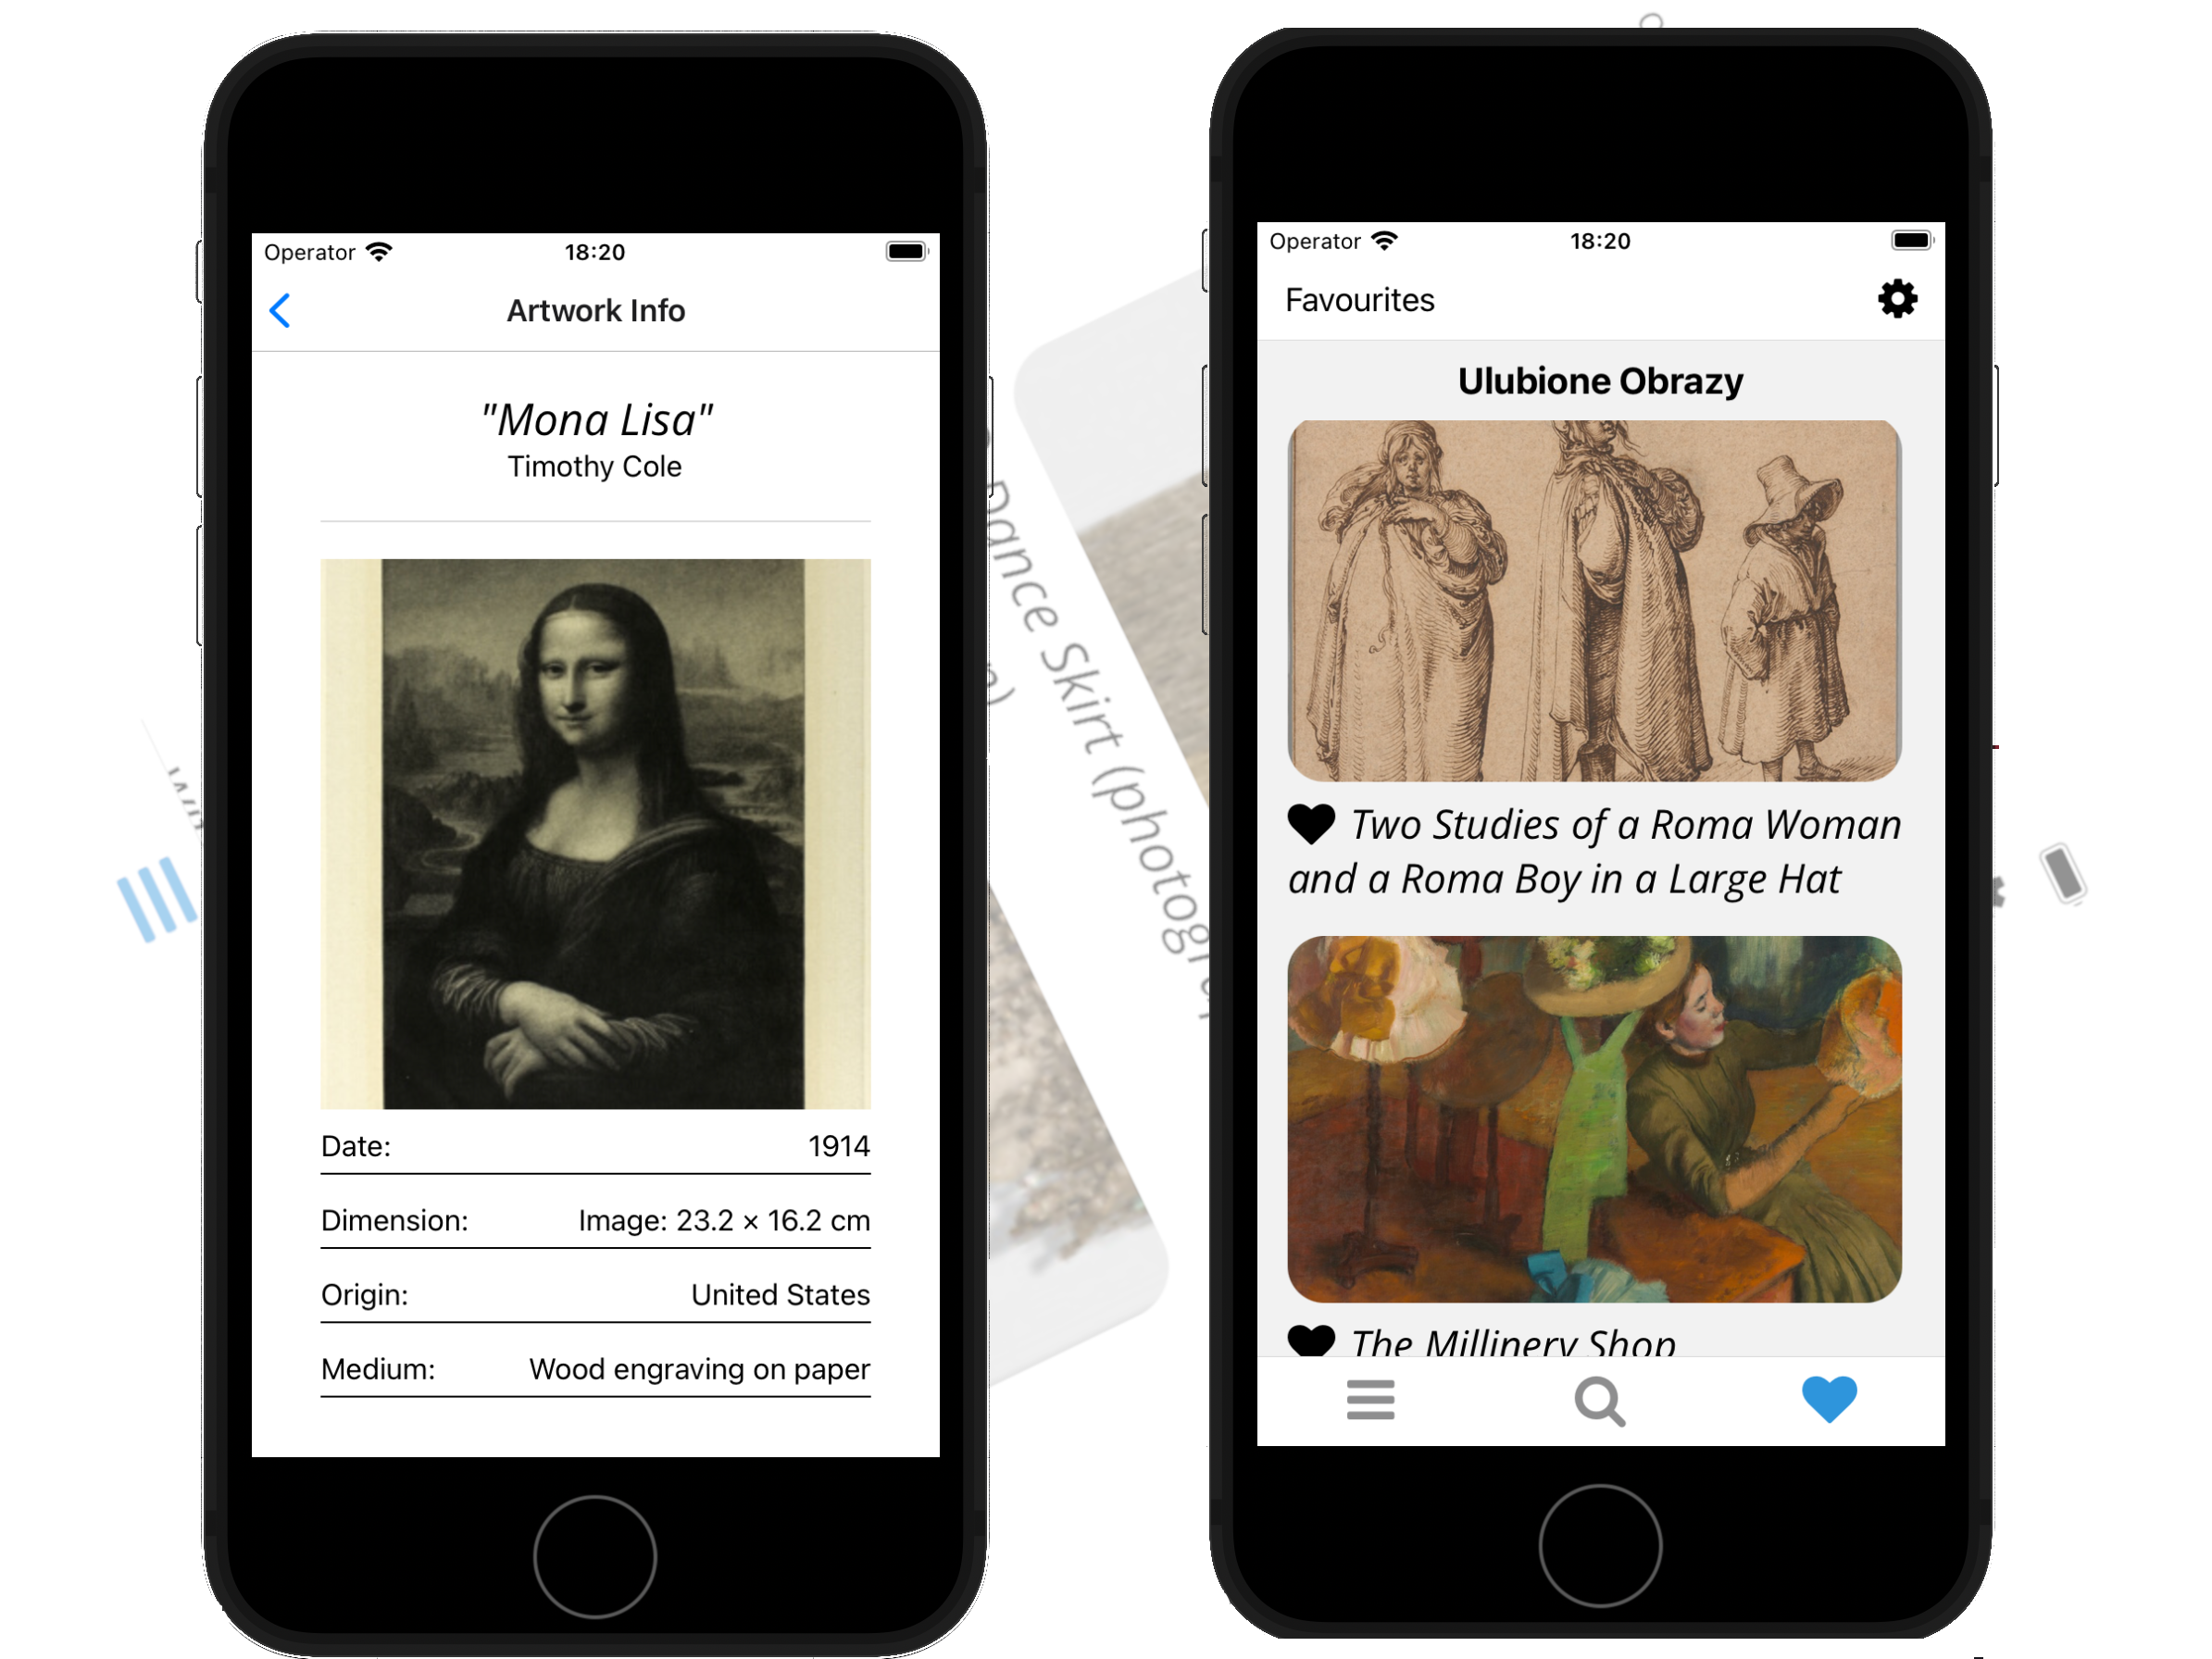 Operator
18:20
Artwork Info
"Mona Lisa"
Timothy Cole
Date: 1914
Dimension: Image: 23.2 × 16.2 cm
Origin: United States
Medium: Wood engraving on paper
Operator
18:20
Favourites
Ulubione Obrazy
Two Studies of a Roma Woman
and a Roma Boy in a Large Hat
The Millinery Shop
Dance Skirt